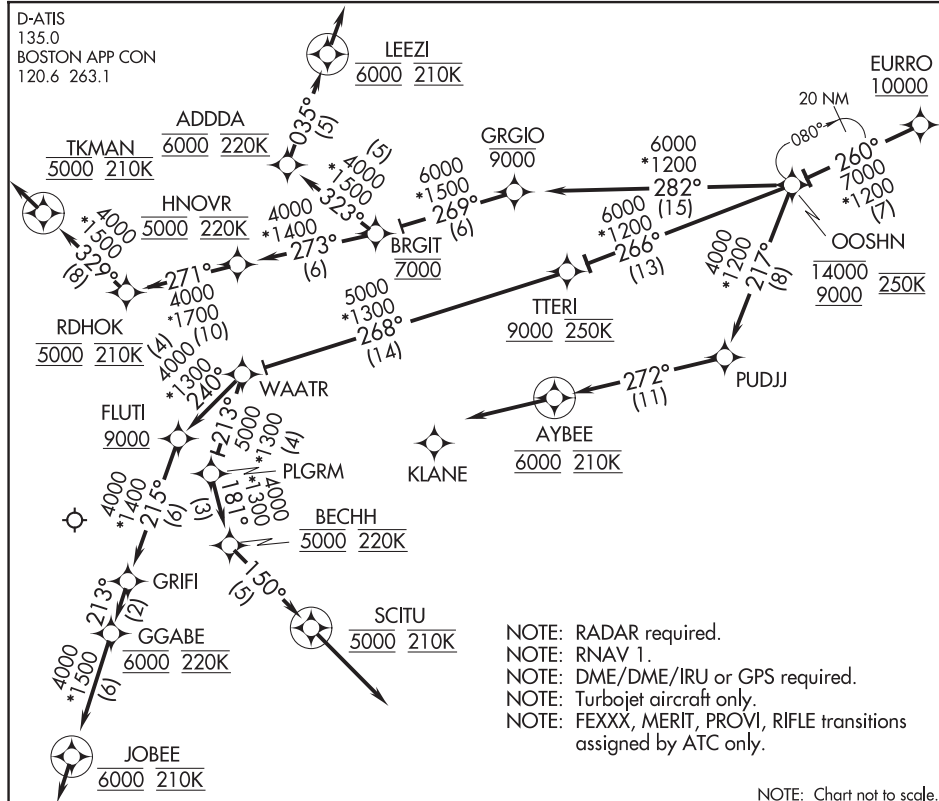 D-ATIS
135.0
BOSTON APP CON
120.6 263.1
LEEZI
6000 210K
EURRO
10000
20 NM
080°
260°
7000
*1200
(7)
ADDDA
6000 220K
035°
(5)
GRGIO
9000
6000
*1200
282°
(15)
TKMAN
5000 210K
HNOVR
5000 220K
4000
*1500
323°
(5)
6000
*1500
269°
(6)
BRGIT
7000
4000
*1400
273°
(6)
6000
*1200
266°
(13)
OOSHN
14000
9000
250K
4000
*1200
217°
(8)
4000
*1500
329°
(8)
271°
4000
*1700
(10)
RDHOK
5000 210K
TTERI
9000 250K
5000
*1300
268°
(14)
PUDJJ
272°
(11)
AYBEE
6000 210K
KLANE
WAATR
(4)
4000
*1300
240°
FLUTI
9000
213°
5000
*1300
(4)
PLGRM
4000
*1300
181°
(3)
BECHH
5000 220K
150°
(5)
SCITU
5000 210K
4000
*1400
215°
(6)
GRIFI
213°
(2)
GGABE
6000 220K
4000
*1500
(6)
JOBEE
6000 210K
NOTE: RADAR required.
NOTE: RNAV 1.
NOTE: DME/DME/IRU or GPS required.
NOTE: Turbojet aircraft only.
NOTE: FEXXX, MERIT, PROVI, RIFLE transitions
assigned by ATC only.
NOTE: Chart not to scale.